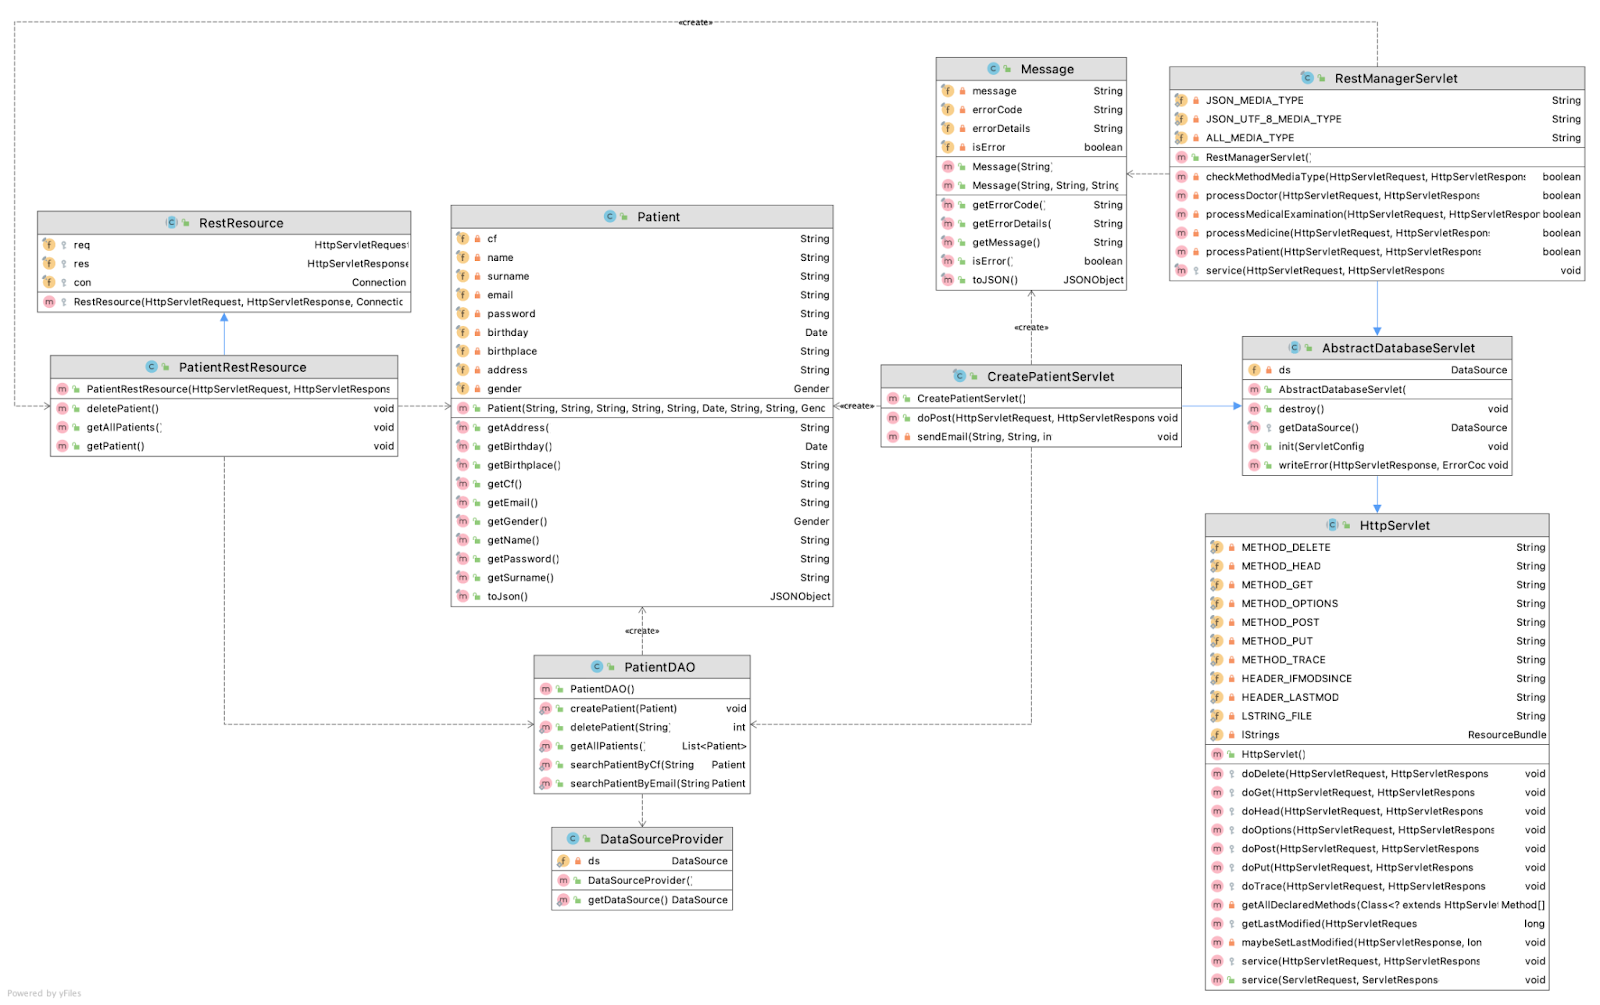 «create»
Message
message String
errorCode String
errorDetails String
isError boolean
Message(String)
Message(String, String, String
getErrorCode() String
getErrorDetails( String
getMessage() String
isError() boolean
toJSON() JSONObject
RestManagerServlet
JSON_MEDIA_TYPE String
JSON_UTF_8_MEDIA_TYPE String
ALL_MEDIA_TYPE String
RestManagerServlet()
checkMethodMediaType(HttpServletRequest, HttpServletRespons boolean
processDoctor(HttpServletRequest, HttpServletRespons boolean
processMedicalExamination(HttpServletRequest, HttpServletRespor boolean
processMedicine(HttpServletRequest, HttpServletRespon: boolean
processPatient(HttpServletRequest, HttpServletRespons boolean
service(HttpServletRequest, HttpServletRespons void
RestResource
req HttpServletRequest
res HttpServletResponse
con Connection
RestResource(HttpServletRequest, HttpServletResponse, Connectic
PatientRestResource
PatientRestResource(HttpServletRequest, HttpServletRespons
deletePatient() void
getAllPatients() void
getPatient() void
Patient
cf String
name String
surname String
email String
password String
birthday Date
birthplace String
address String
gender Gender
Patient(String, String, String, String, String, Date, String, String, Genc
getAddress( String
getBirthday() Date
getBirthplace() String
getCf() String
getEmail() String
getGender() Gender
getName() String
getPassword() String
getSurname() String
toJson() JSONObject
«create»
«create»
CreatePatientServlet
CreatePatientServlet()
doPost(HttpServletRequest, HttpServletRespons void
sendEmail(String, String, in void
AbstractDatabaseServlet
ds DataSource
AbstractDatabaseServlet(
destroy() void
getDataSource() DataSource
init(ServletConfig void
writeError(HttpServletResponse, ErrorCoc void
«create»
PatientDAO
PatientDAO()
createPatient(Patient) void
deletePatient(String) int
getAllPatients() List<Patient>
searchPatientByCf(String Patient
searchPatientByEmail(String Patient
DataSourceProvider
ds DataSource
DataSourceProvider()
getDataSource() DataSource
HttpServlet
METHOD_DELETE String
METHOD_HEAD String
METHOD_GET String
METHOD_OPTIONS String
METHOD_POST String
METHOD_PUT String
METHOD_TRACE String
HEADER_IFMODSINCE String
HEADER_LASTMOD String
LSTRING_FILE String
lStrings ResourceBundle
HttpServlet()
doDelete(HttpServletRequest, HttpServletRespons void
doGet(HttpServletRequest, HttpServletRespons void
doHead(HttpServletRequest, HttpServletRespons void
doOptions(HttpServletRequest, HttpServletRespons void
doPost(HttpServletRequest, HttpServletRespons void
doPut(HttpServletRequest, HttpServletRespons void
doTrace(HttpServletRequest, HttpServletRespons void
getAllDeclaredMethods(Class<? extends HttpServlet Method[]
getLastModified(HttpServletReques long
maybeSetLastModified(HttpServletResponse, lon void
service(HttpServletRequest, HttpServletRespons void
service(ServletRequest, ServletRespons void
Powered by yFiles